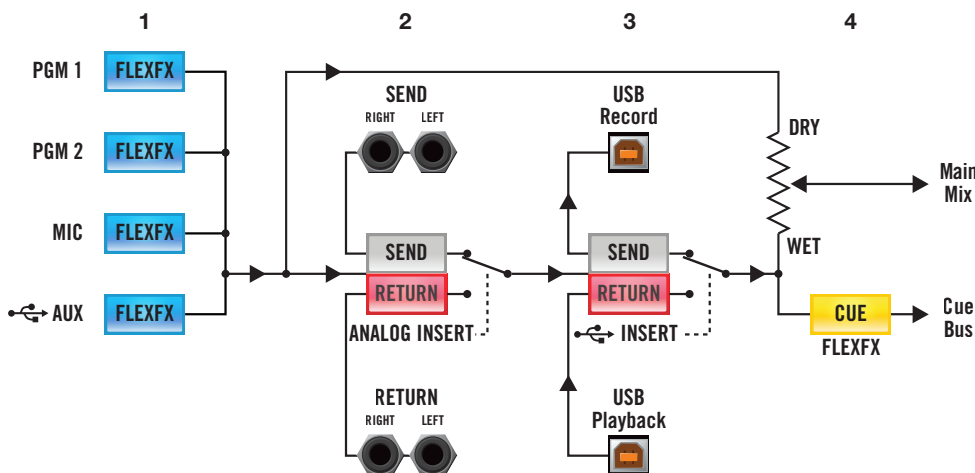 1
2
3
4
PGM 1
FLEXFX
PGM 2
FLEXFX
MIC
FLEXFX
AUX
FLEXFX
SEND
RIGHT
LEFT
SEND
RETURN
ANALOG INSERT
RETURN
RIGHT
LEFT
USB
Record
SEND
RETURN
INSERT
USB
Playback
DRY
WET
Main
Mix
CUE
FLEXFX
Cue
Bus